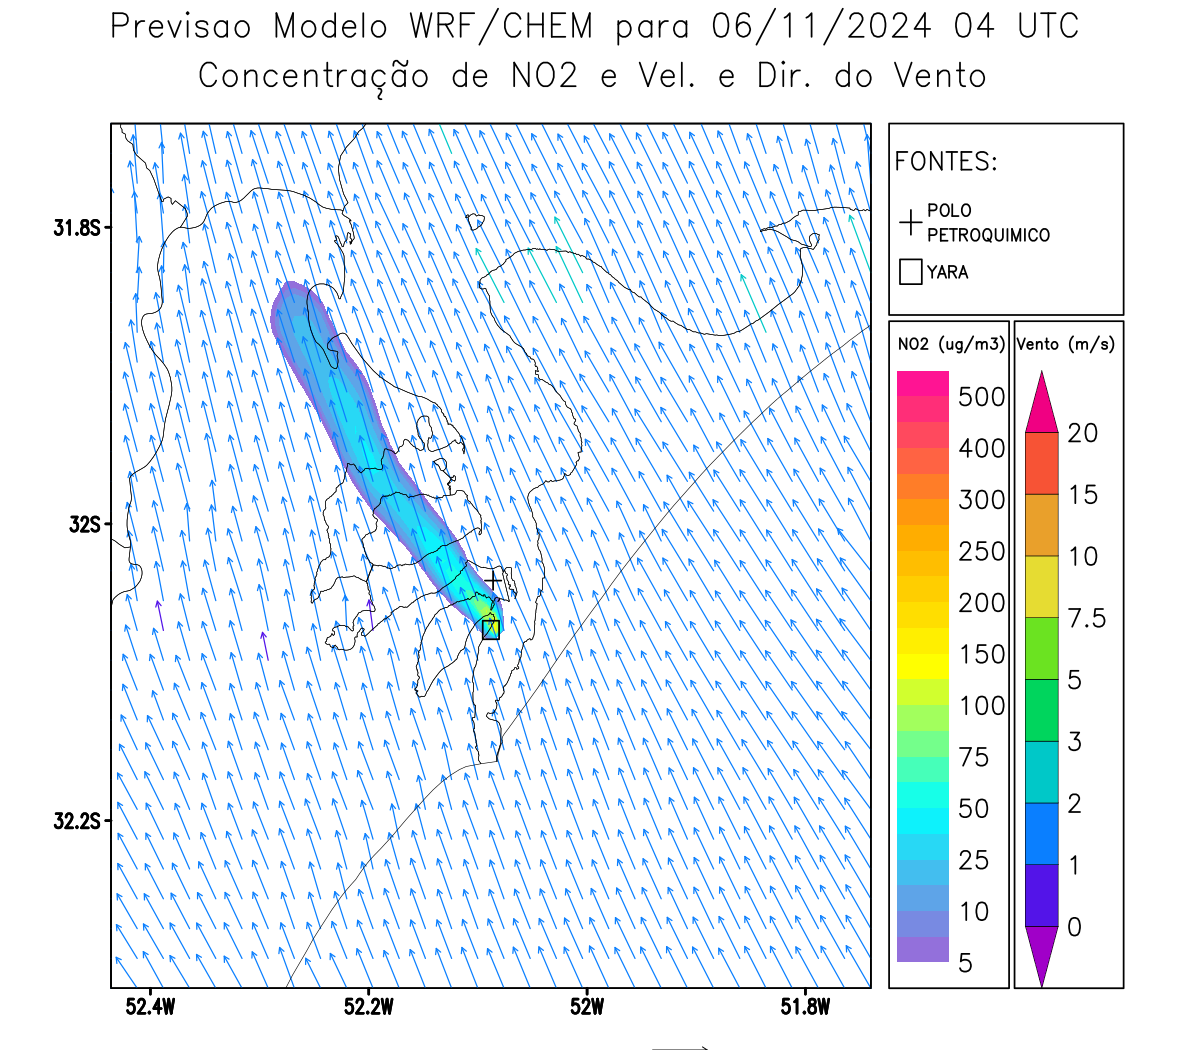 Previsao Modelo WRF/CHEM para 06/11/2024 04 UTC
Concentração de NO2 e Vel. e Dir. do Vento
FONTES:
POLO
PETROQUIMICO
YARA
31.8S
32S
32.2S
52.4W
52.2W
52W
51.8W
NO2 (ug/m3)
500
400
300
250
200
150
100
75
50
25
10
5
Vento (m/s)
20
15
10
7.5
5
3
2
1
0